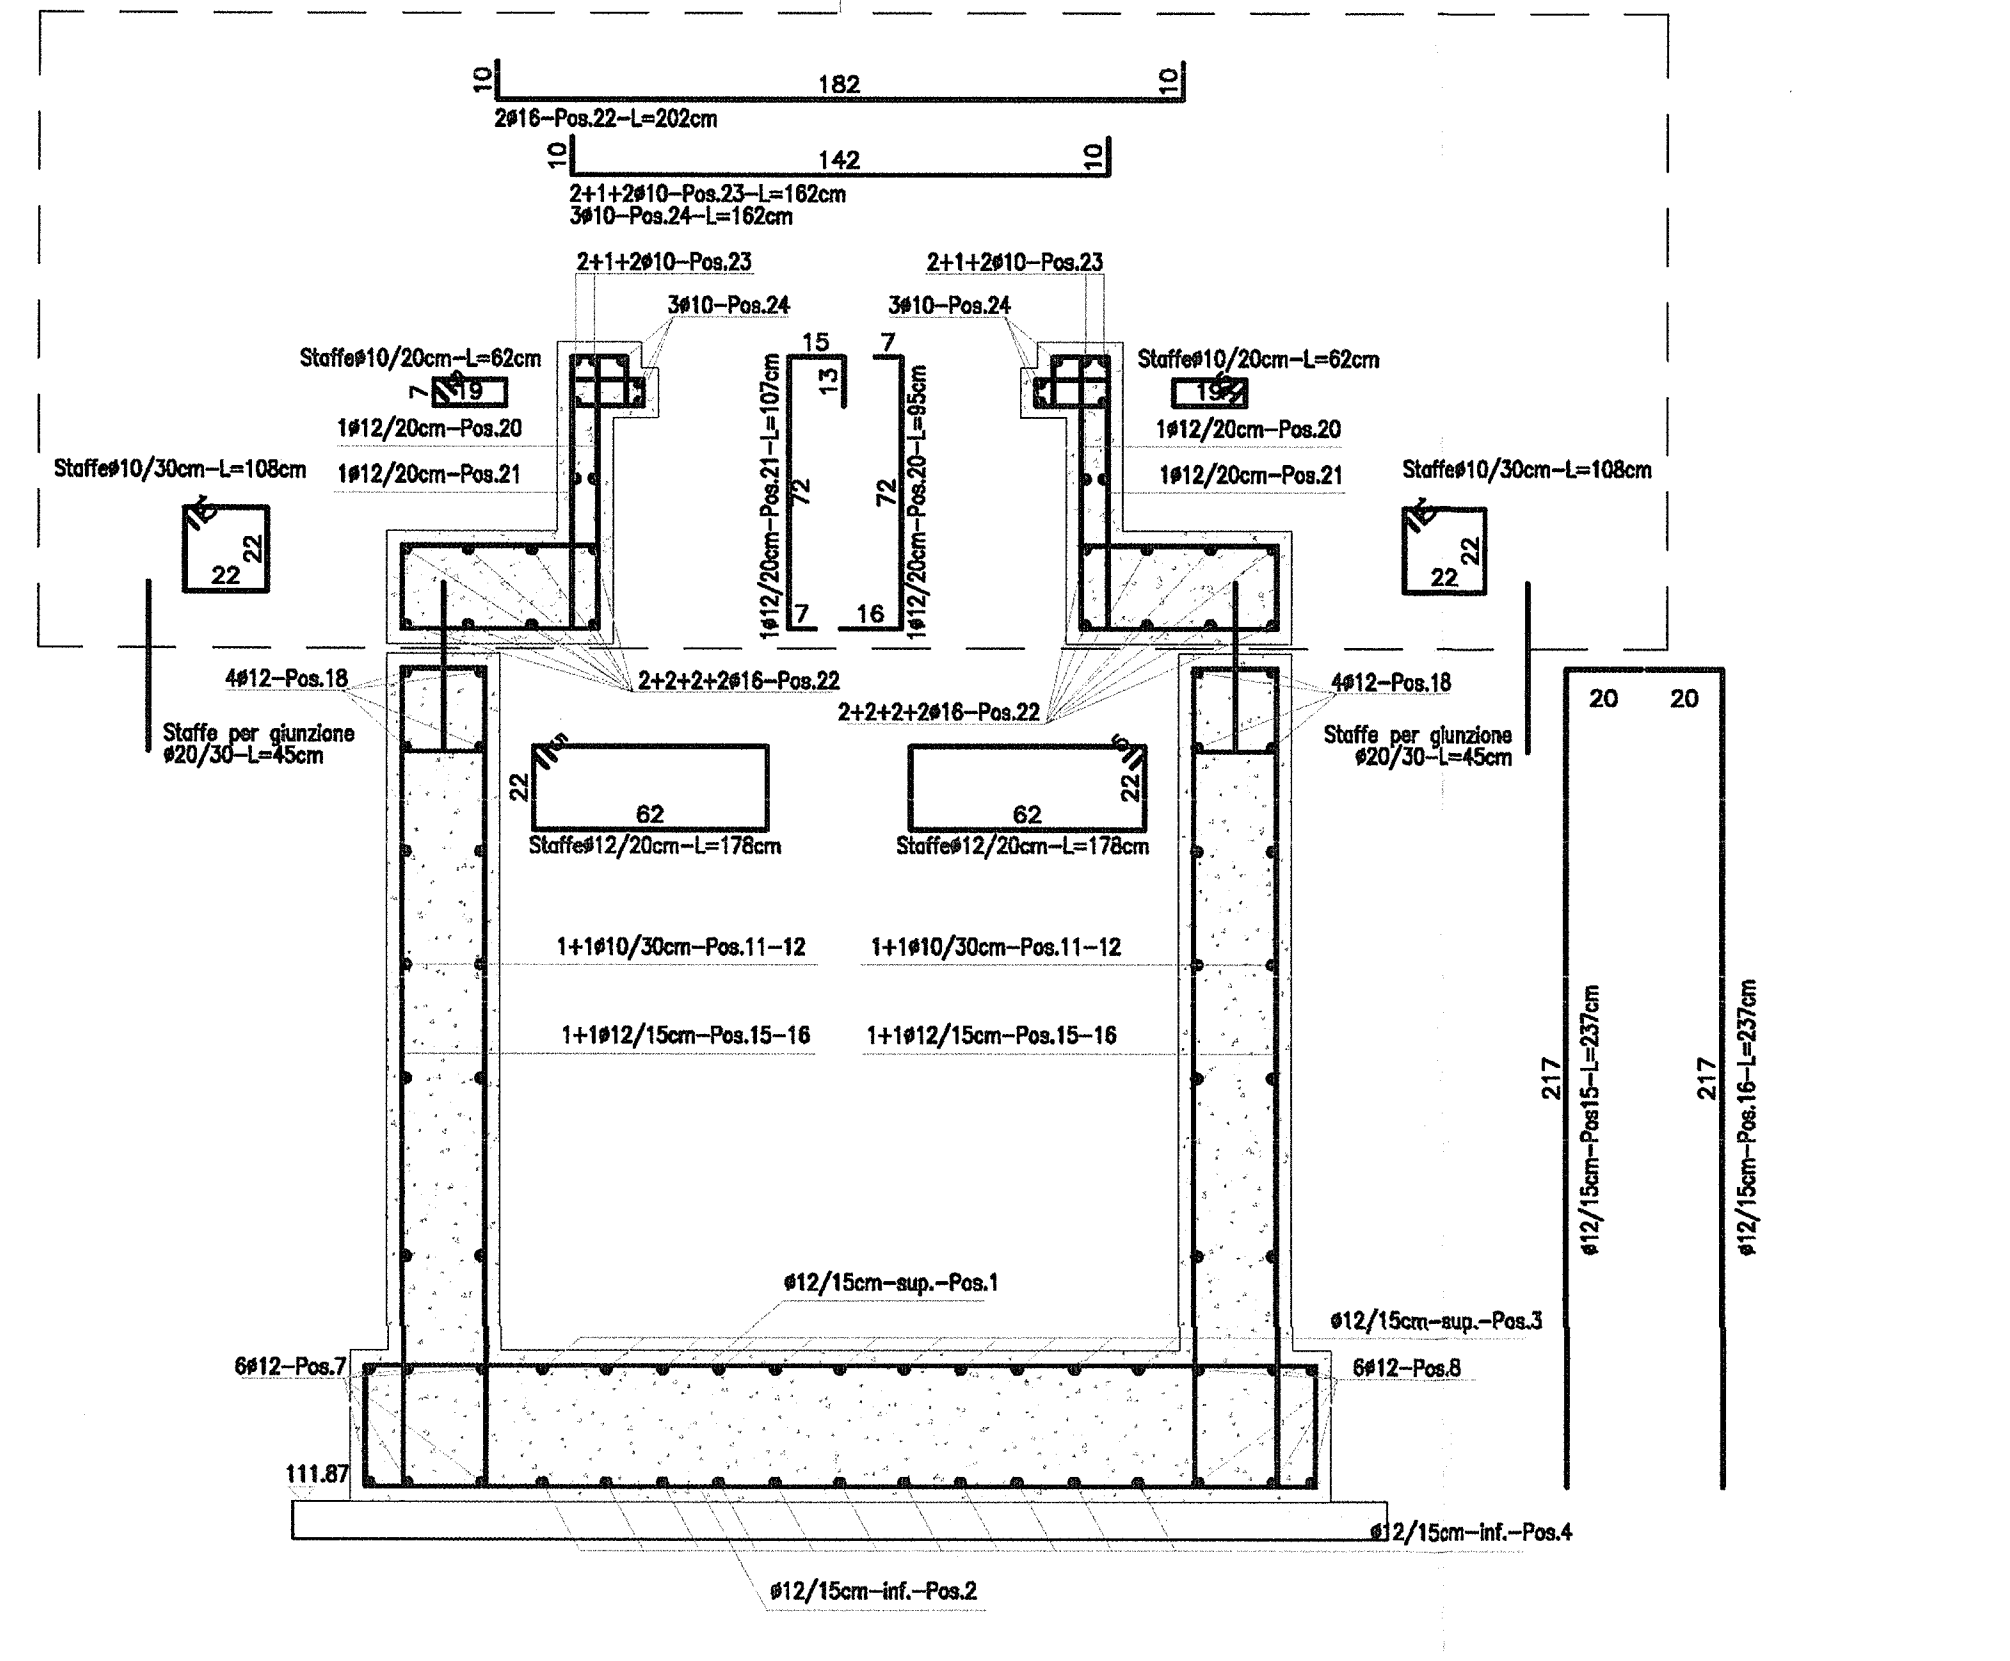 10 182 10
2ø16-Pos.22-L=202cm
10 142 10
2+1+2ø10-Pos.23-L=162cm
3ø10-Pos.24-L=162cm
2+1+2ø10-Pos.23
2+1+2ø10-Pos.23
3ø10-Pos.24
3ø10-Pos.24
15
7
13
72
72
7
16
1ø12/20cm-Pos.21-L=107cm
1ø12/20cm-Pos.20-L=95cm
Staffeø10/20cm-L=62cm
7
19
Staffeø10/20cm-L=62cm
19
1ø12/20cm-Pos.20
1ø12/20cm-Pos.20
Staffeø10/30cm-L=108cm
1ø12/20cm-Pos.21
1ø12/20cm-Pos.21
Staffeø10/30cm-L=108cm
22
22
22
22
4ø12-Pos.18
2+2+2+2ø16-Pos.22
2+2+2+2ø16-Pos.22
4ø12-Pos.18
20 20
Staffe per giunzione
ø20/30-L=45cm
Staffe per giunzione
ø20/30-L=45cm
5
22
62
Staffeø12/20cm-L=178cm
5
22
62
Staffeø12/20cm-L=178cm
1+1ø10/30cm-Pos.11-12
1+1ø10/30cm-Pos.11-12
1+1ø12/15cm-Pos.15-16
1+1ø12/15cm-Pos.15-16
217
ø12/15cm-Pos15-L=237cm
217
ø12/15cm-Pos.16-L=237cm
ø12/15cm-sup.-Pos.1
ø12/15cm-sup.-Pos.3
6ø12-Pos.7
6ø12-Pos.8
111.87
ø12/15cm-inf.-Pos.4
ø12/15cm-inf.-Pos.2